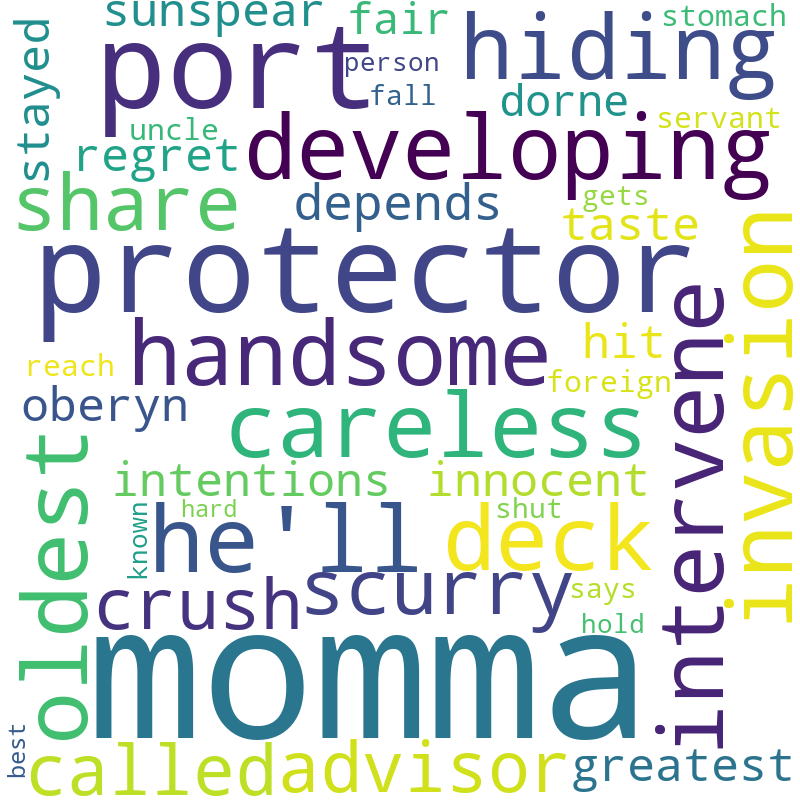 sunspear
fair
stomach
port
hiding
person
stayed
fall
dorne
servant
uncle
developing
regret
share
depends
gets
taste
protector
invasion
handsome
hit
intervene
reach
foreign
oberyn
careless
oldest
intentions
innocent
known
hard
he'll
shut
deck
crush
scurry
says
hold
momma
best
called
advisor
greatest